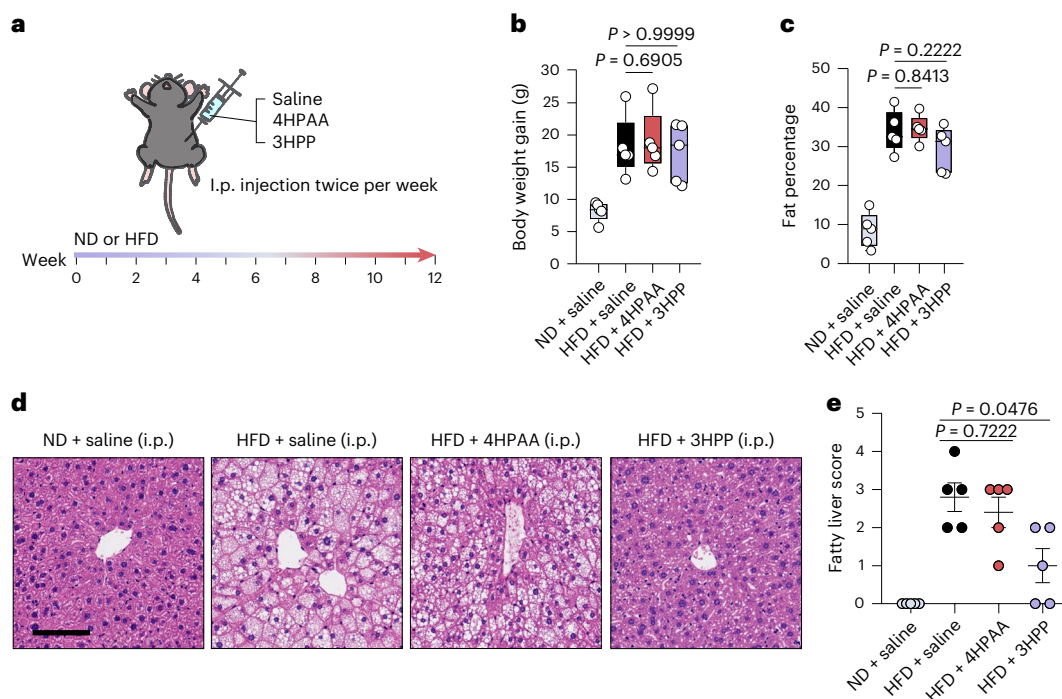 a
Saline
4HPAA
3HPP
I.p. injection twice per week
ND or HFD
Week
0 2 4 6 8 10 12
b
P > 0.9999
P = 0.6905
30
25
20
15
10
5
0
Body weight gain (g)
ND + saline
HFD + saline
HFD + 4HPAA
HFD + 3HPP
c
P = 0.2222
P = 0.8413
50
40
30
20
10
0
Fat percentage
ND + saline
HFD + saline
HFD + 4HPAA
HFD + 3HPP
d
ND + saline (i.p.)
HFD + saline (i.p.)
HFD + 4HPAA (i.p.)
HFD + 3HPP (i.p.)
e
P = 0.0476
P = 0.7222
5
4
3
2
1
0
Fatty liver score
ND + saline
HFD + saline
HFD + 4HPAA
HFD + 3HPP